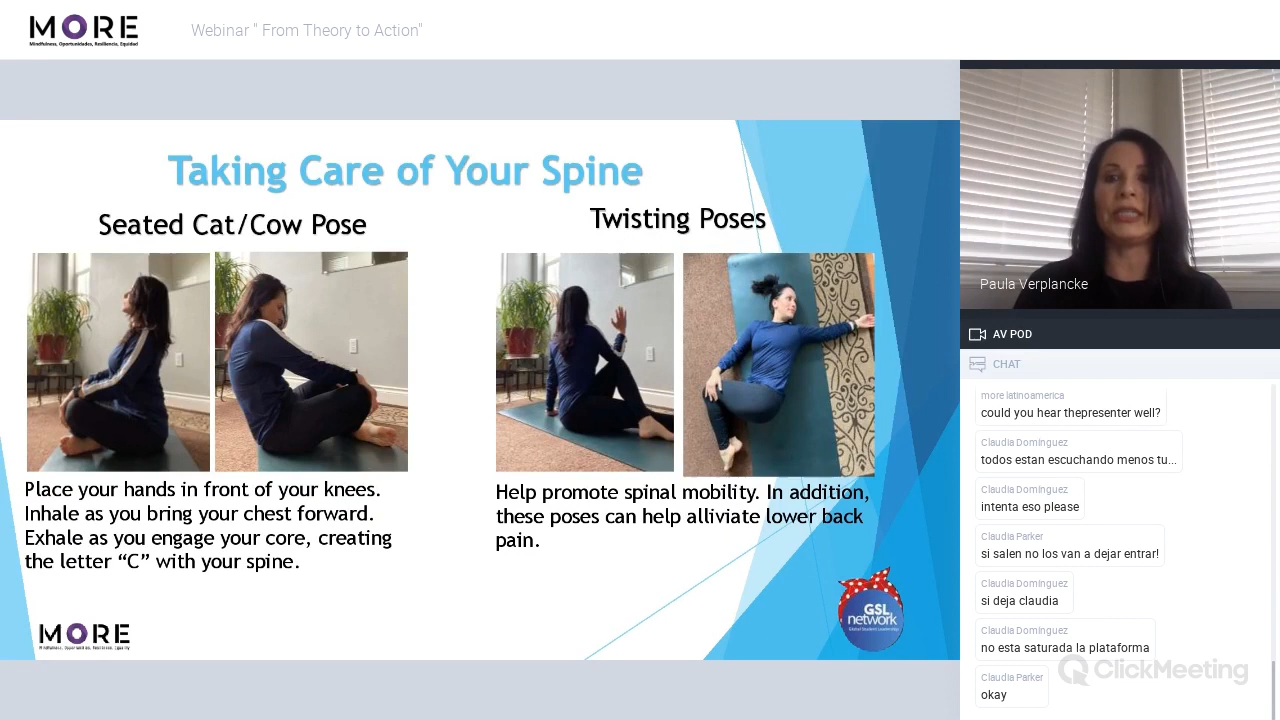 MORE
Mindfulness, Oportunidades, Resiliencia, Equidad
Webinar " From Theory to Action"
Taking Care of Your Spine
Seated Cat/Cow Pose
Twisting Poses
Place your hands in front of your knees.
Inhale as you bring your chest forward.
Exhale as you engage your core, creating
the letter “C” with your spine.
Help promote spinal mobility. In addition,
these poses can help alliviate lower back
pain.
MORE
GSL
network
Global Student Leadership
Paula Verplancke
AV POD
CHAT
more latinoamerica
could you hear thepresenter well?
Claudia Dominguez
todos estan escuchando menos tu...
Claudia Dominguez
intenta eso please
Claudia Parker
si salen no los van a dejar entrar!
Claudia Dominguez
si deja claudia
Claudia Dominguez
no esta saturada la plataforma
Claudia Parker
okay
ClickMeeting